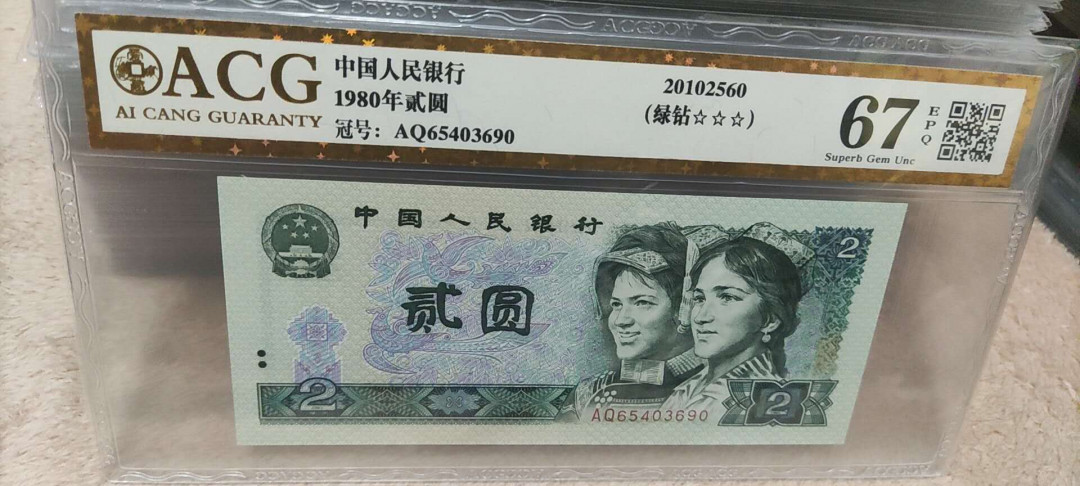 ACG
AI CANG GUARANTY
中国人民银行
1980年贰圆
冠号: AQ65403690
20102560
(绿钻☆☆☆)
67
EPQ
Superb Gem Unc
中国人民银行
2
贰圆
2
AQ65403690
2